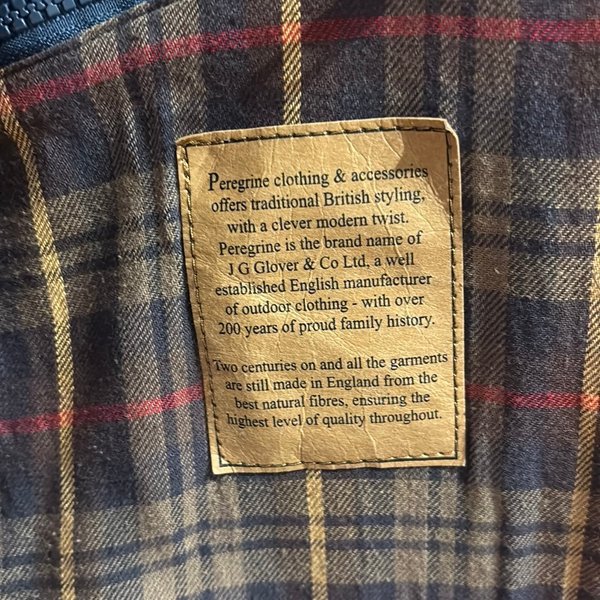 Peregrine clothing & accessories
offers traditional British styling,
with a clever modern twist.
Peregrine is the brand name of
J G Glover & Co Ltd, a well
established English manufacturer
of outdoor clothing - with over
200 years of proud family history.
Two centuries on and all the garments
are still made in England from the
best natural fibres, ensuring the
highest level of quality throughout.